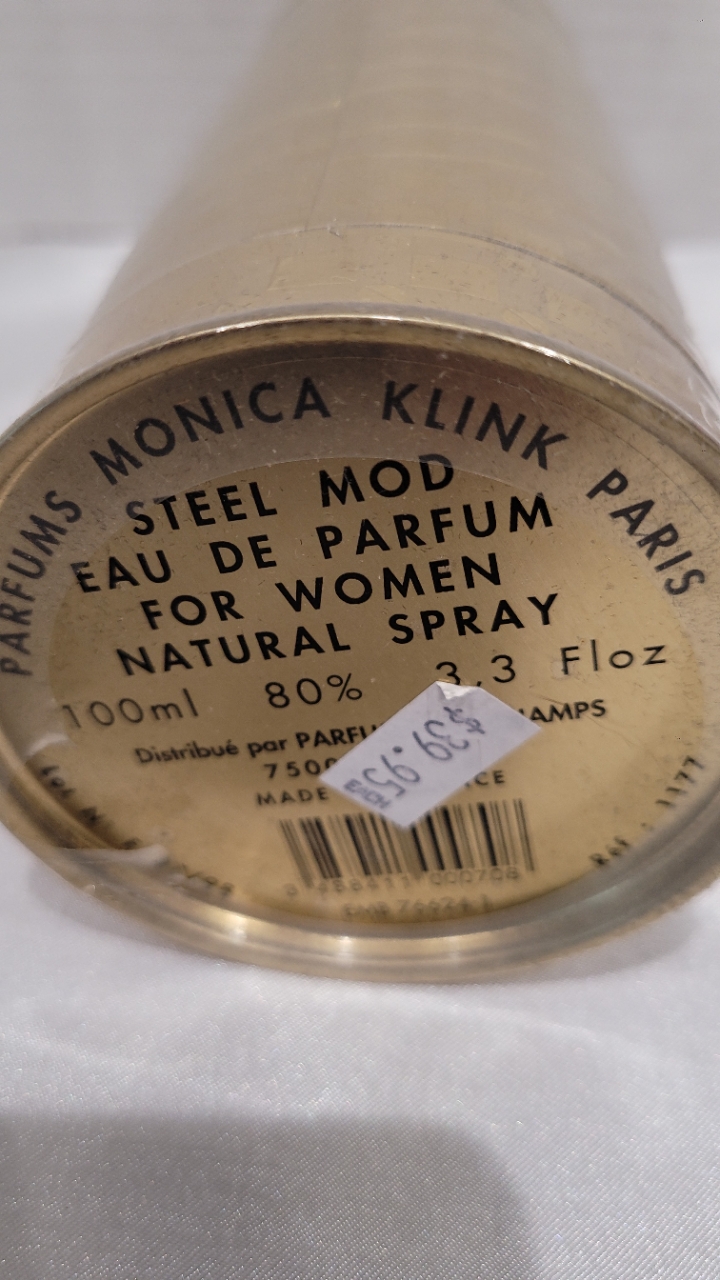 PARFUMS MONICA KLINK PARIS
STEEL MOD
EAU DE PARFUM
FOR WOMEN
NATURAL SPRAY
100ml 80% 3,3 Floz
Distribué par
$39.95
MADE